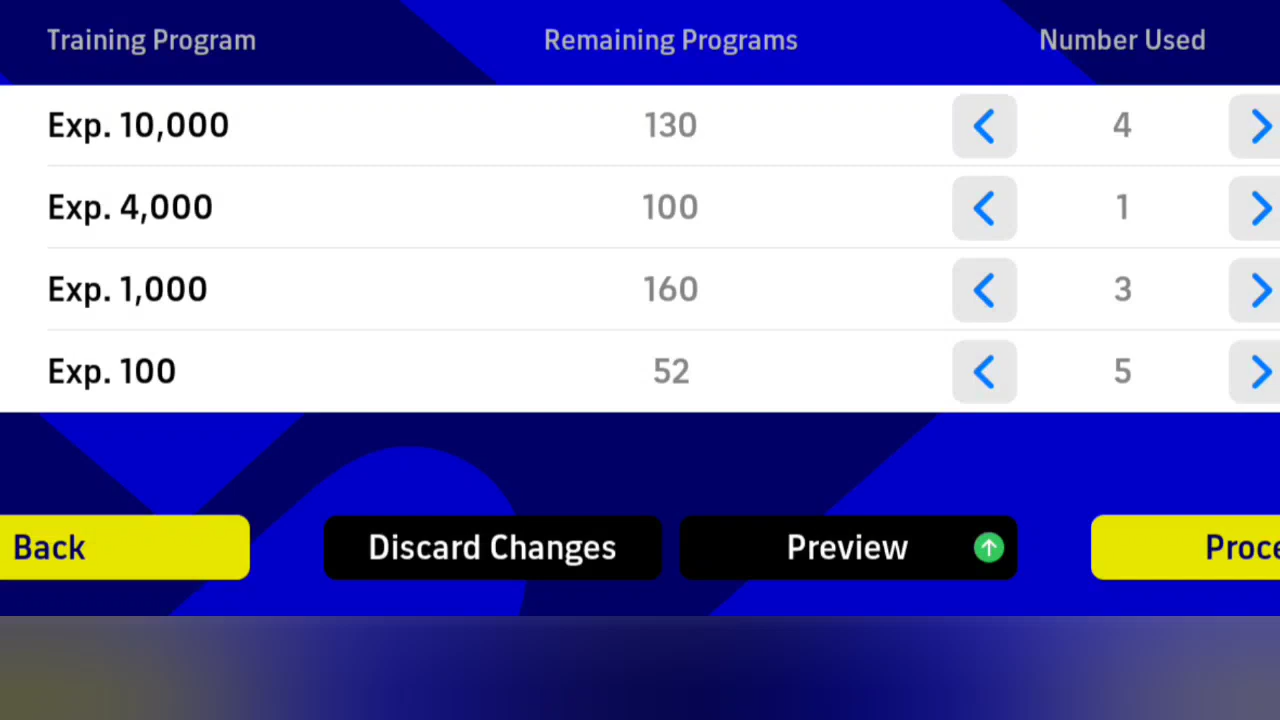 Training Program Remaining Programs Number Used
Exp. 10,000 130 4
Exp. 4,000 100 1
Exp. 1,000 160 3
Exp. 100 52 5
Back Discard Changes Preview Proce